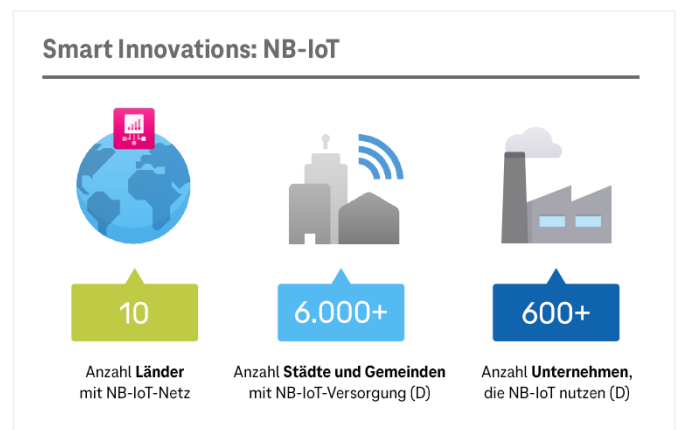 Smart Innovations: NB-IoT
10
Anzahl Länder
mit NB-IoT-Netz
6.000+
Anzahl Städte und Gemeinden
mit NB-IoT-Versorgung (D)
600+
Anzahl Unternehmen,
die NB-IoT nutzen (D)